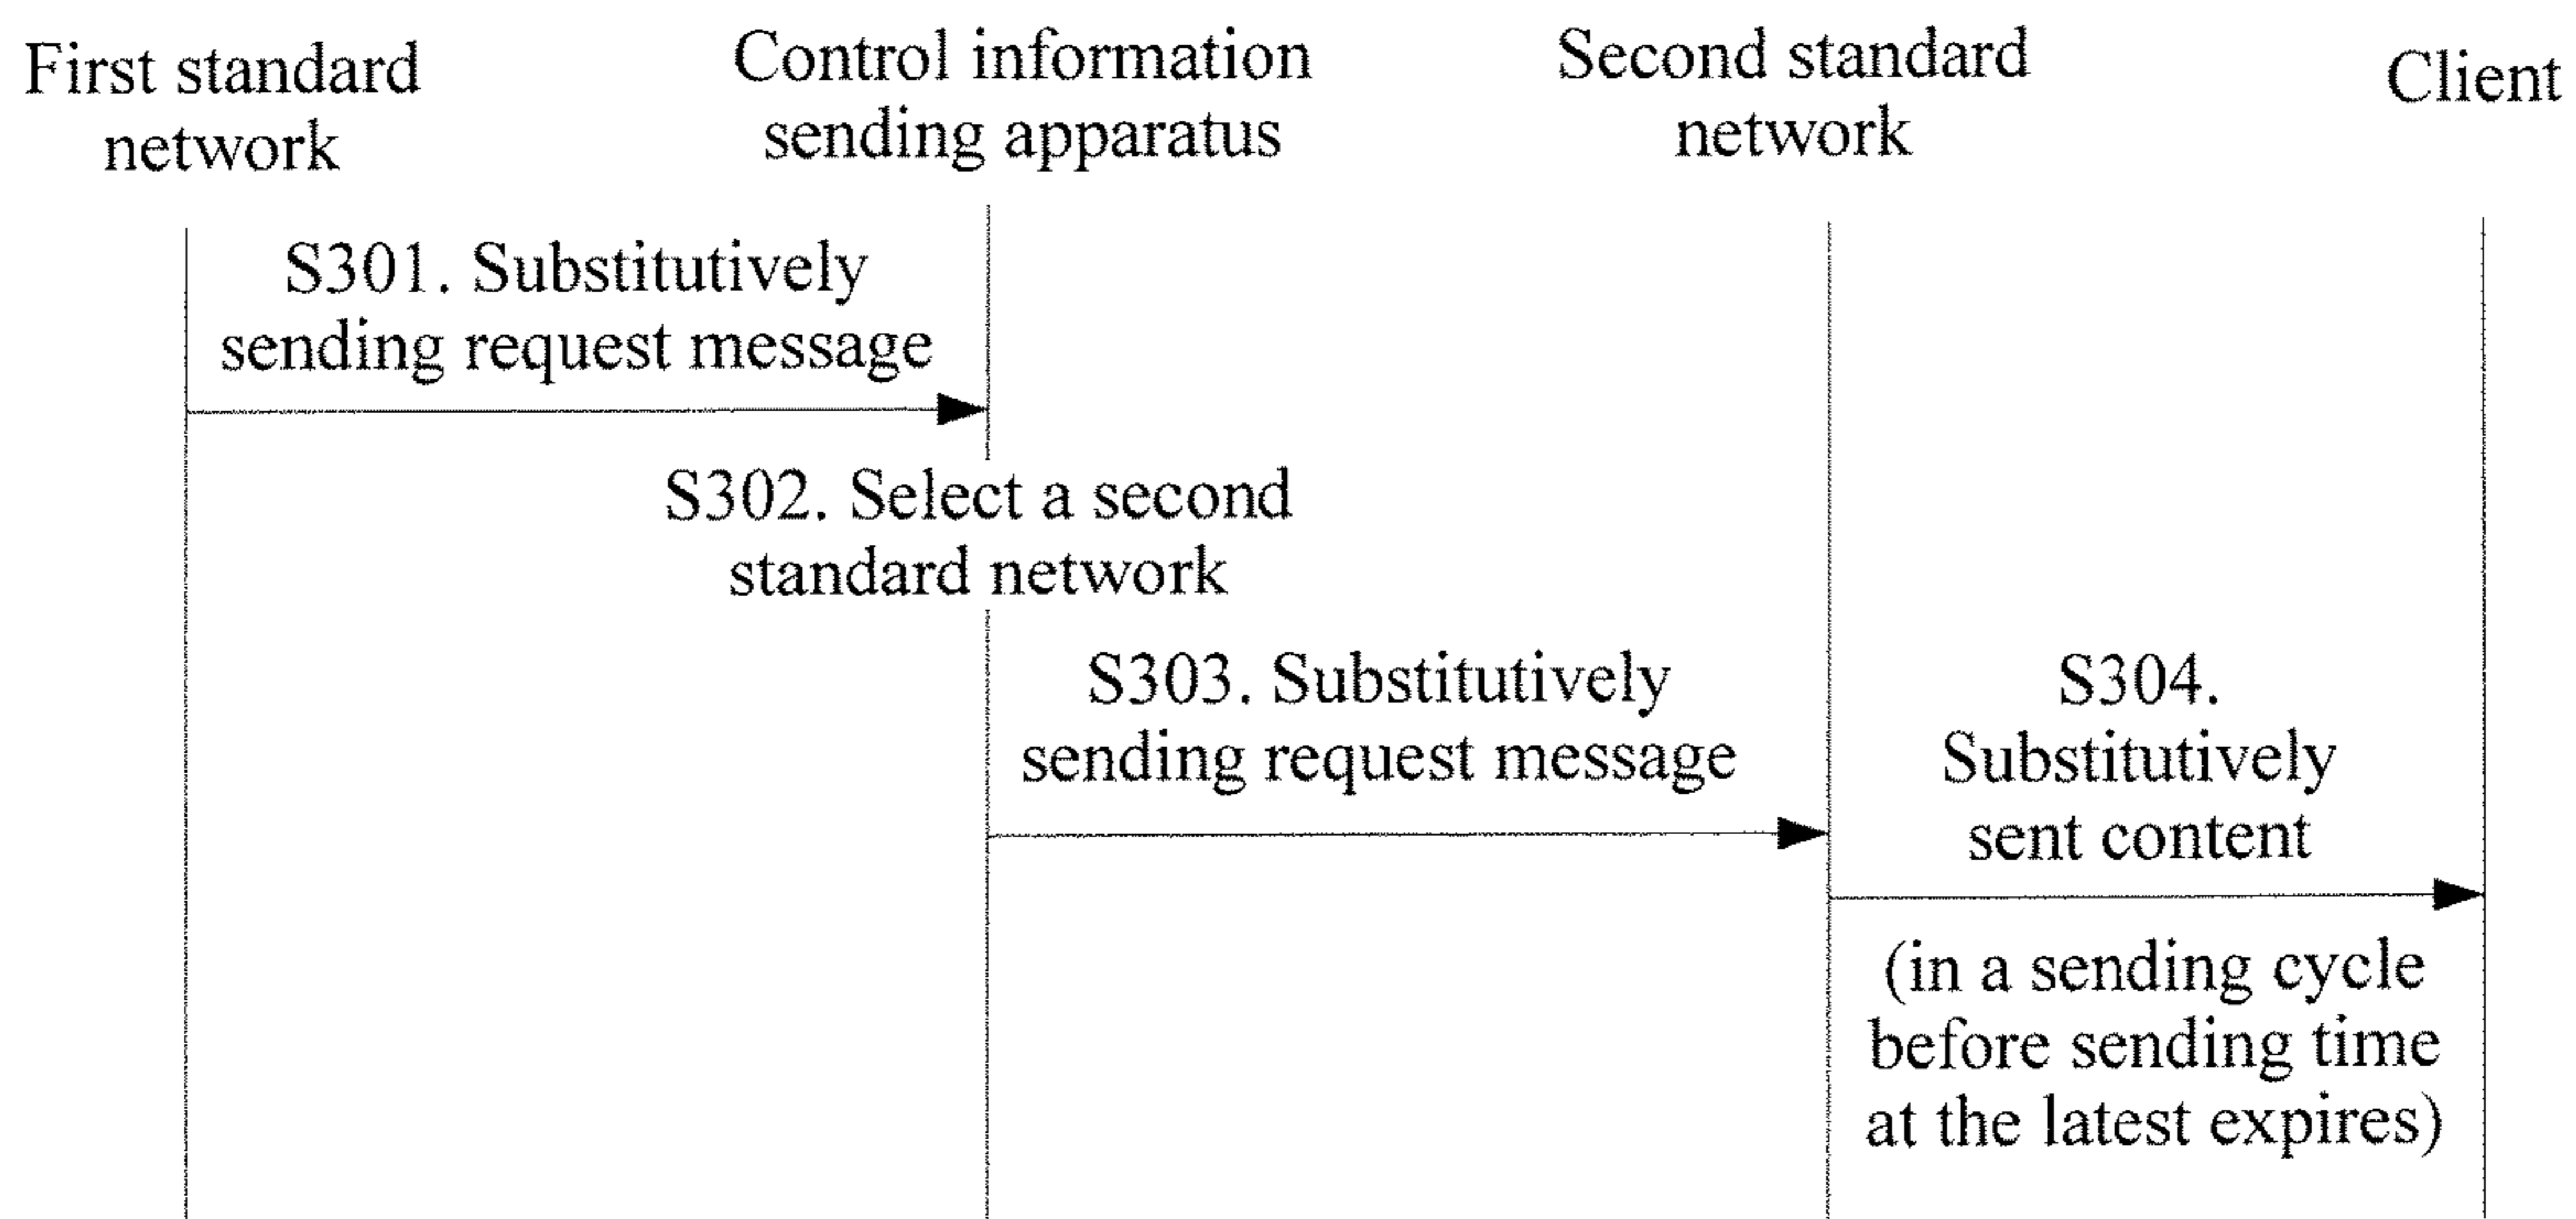 First standard
network
Control information
sending apparatus
Second standard
network
Client
S301. Substitutively
sending request message
S302. Select a second
standard network
S303. Substitutively
sending request message
S304.
Substitutively
sent content
(in a sending cycle
before sending time
at the latest expires)